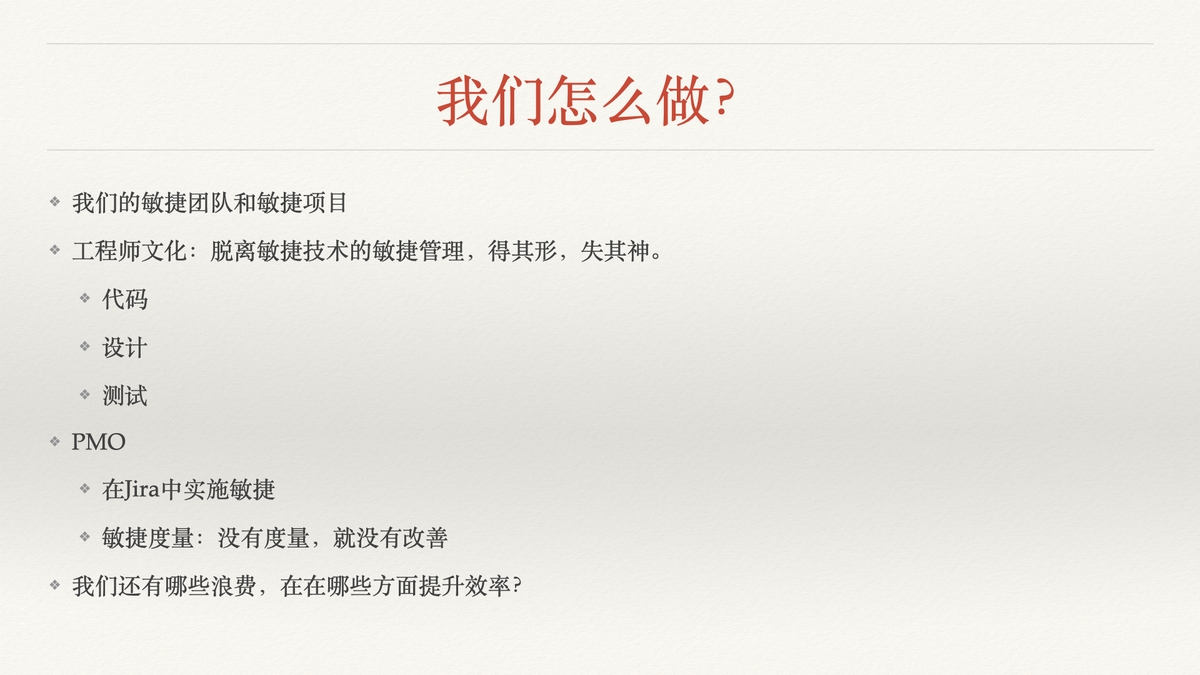 我们怎么做?
我们的敏捷团队和敏捷项目
工程师文化：脱离敏捷技术的敏捷管理，得其形，失其神。
代码
设计
测试
PMO
在Jira中实施敏捷
敏捷度量：没有度量，就没有改善
我们还有哪些浪费，在在哪些方面提升效率?